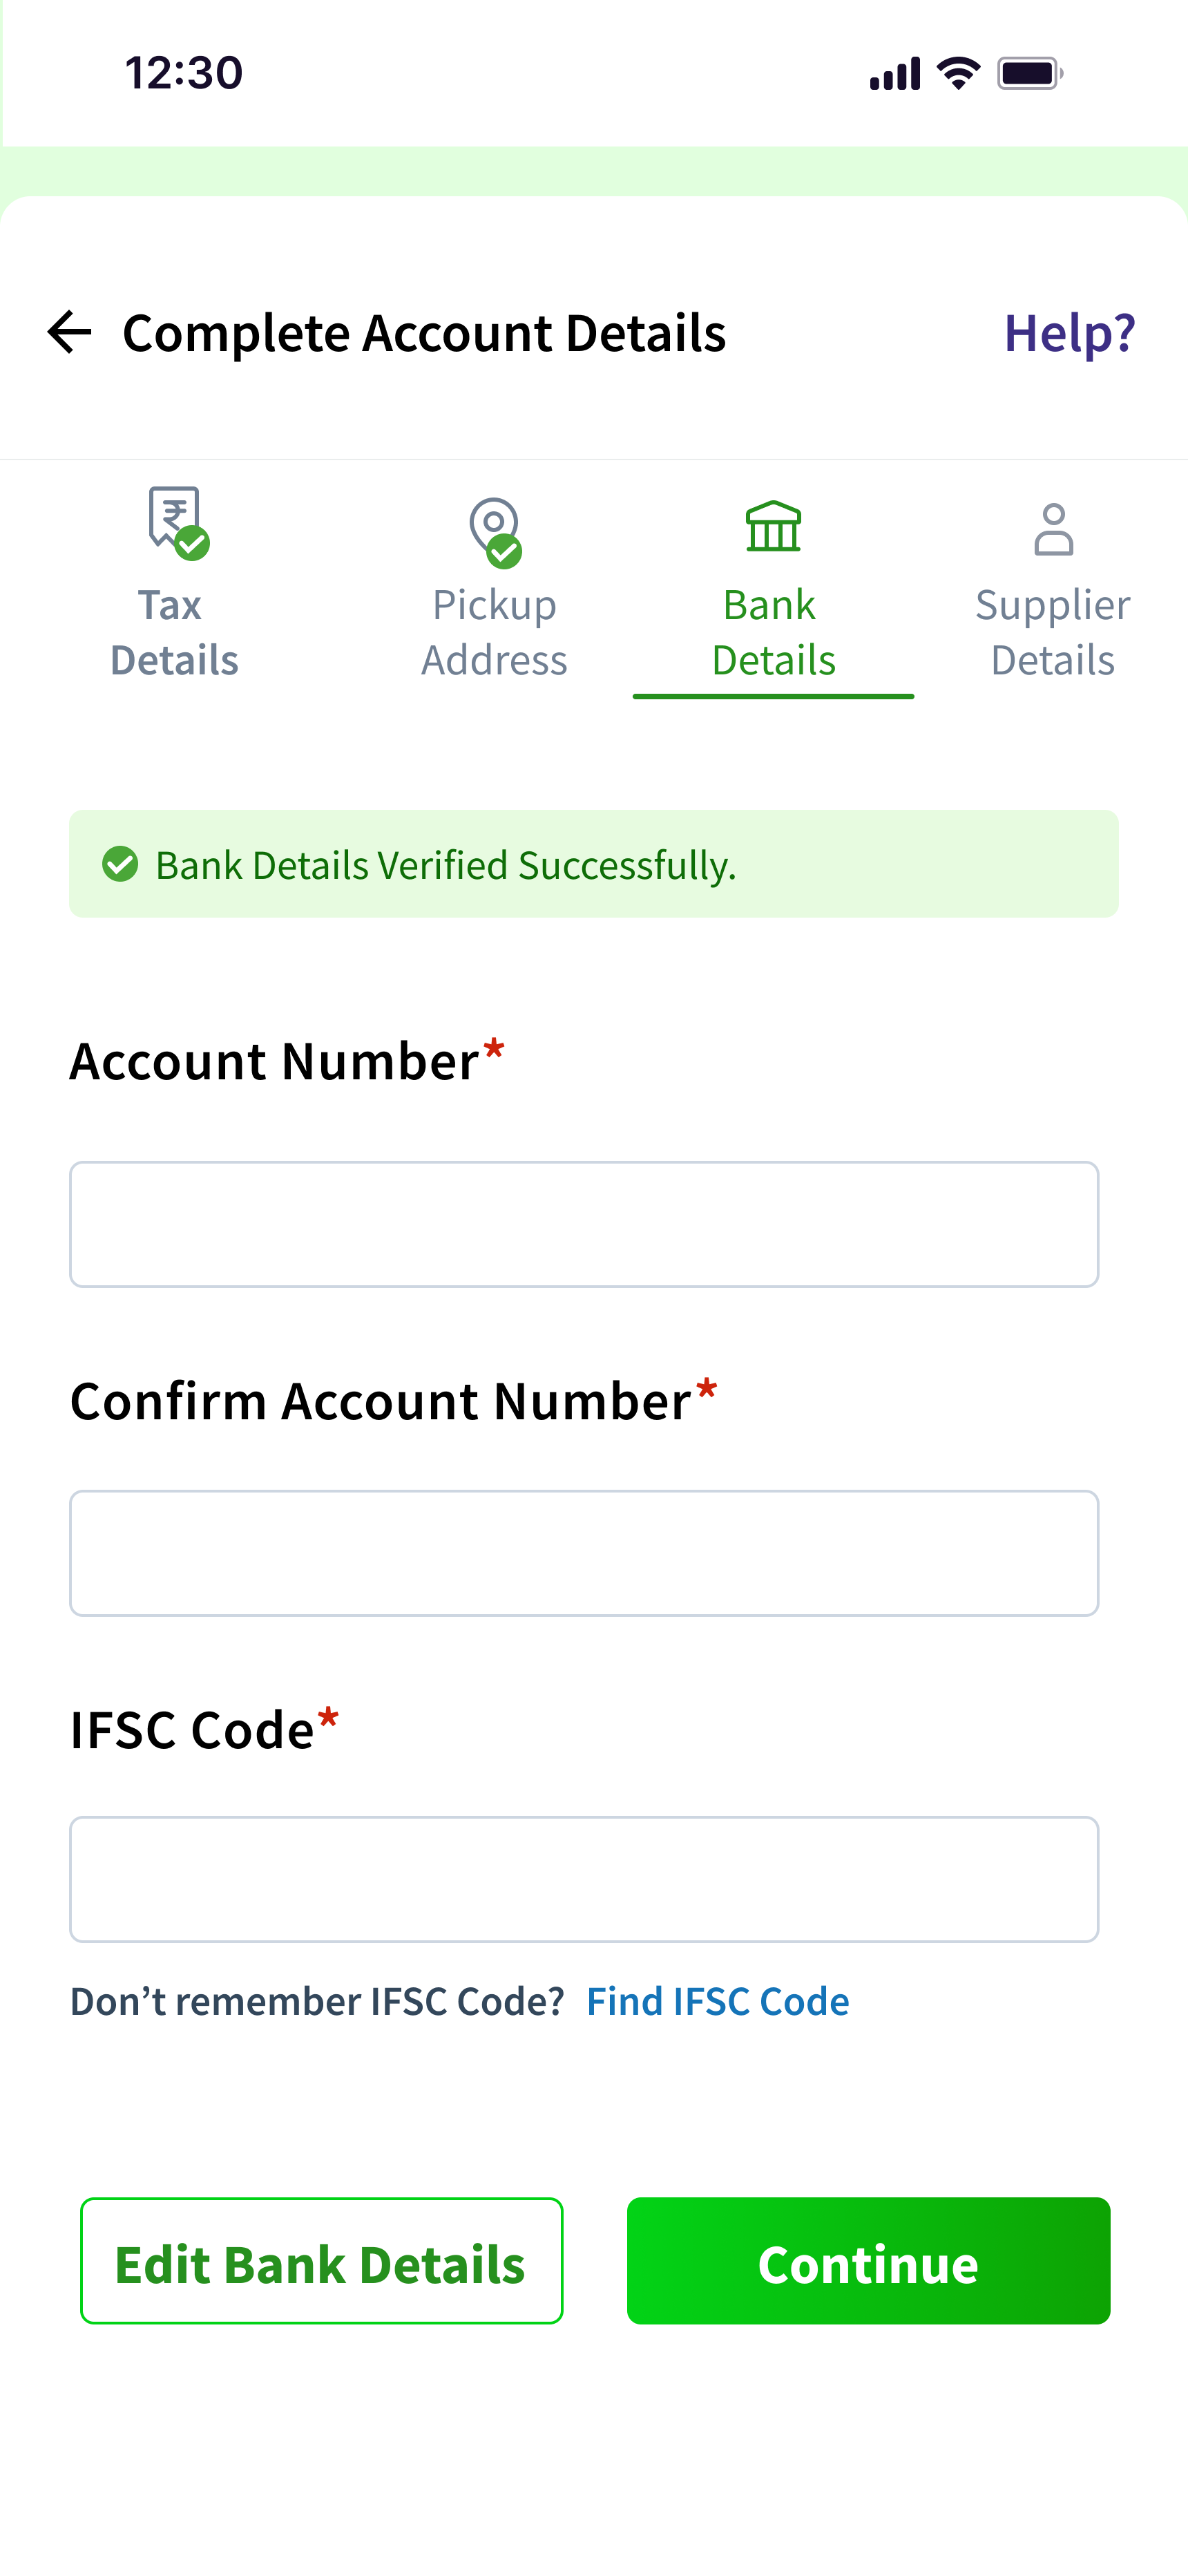 12:30
Complete Account Details
Help?
₹
Tax
Details
Pickup
Address
Bank
Details
Supplier
Details
Bank Details Verified Successfully.
Account Number*
Confirm Account Number*
IFSC Code*
Don’t remember IFSC Code? Find IFSC Code
Edit Bank Details
Continue